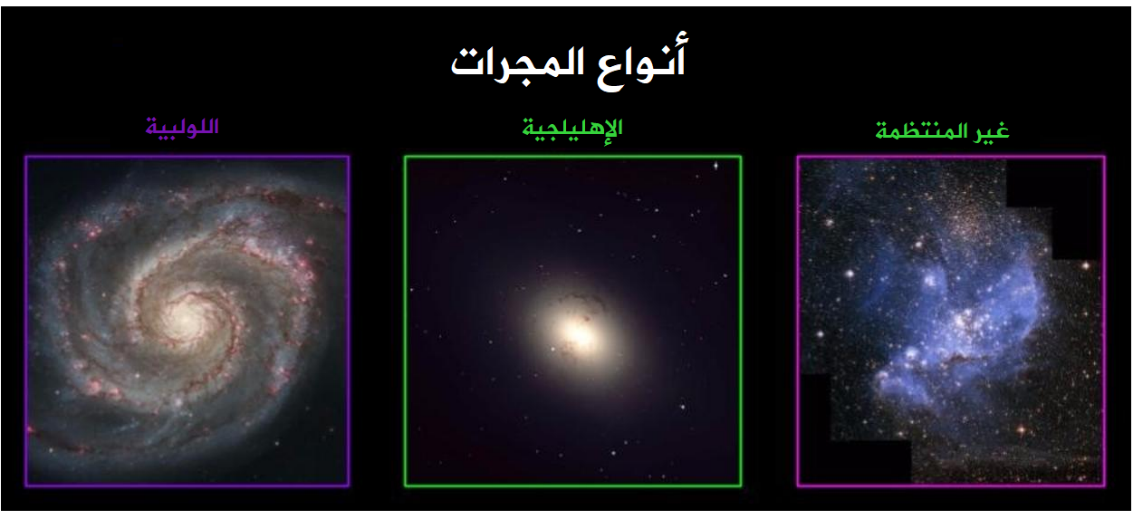 أنواع المجرات
غير المنتظمة
الإهليلجية
اللولبية